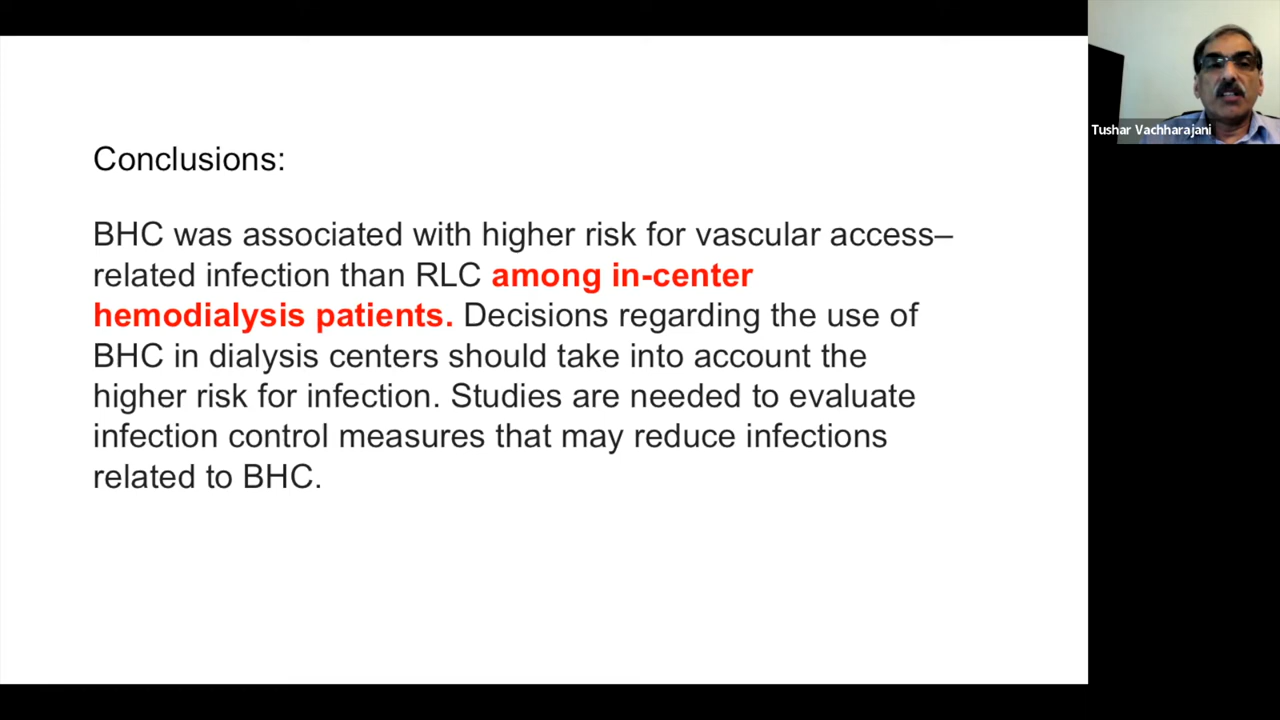 Conclusions:
BHC was associated with higher risk for vascular access–
related infection than RLC among in-center
hemodialysis patients. Decisions regarding the use of
BHC in dialysis centers should take into account the
higher risk for infection. Studies are needed to evaluate
infection control measures that may reduce infections
related to BHC.
Tushar Vachharajani